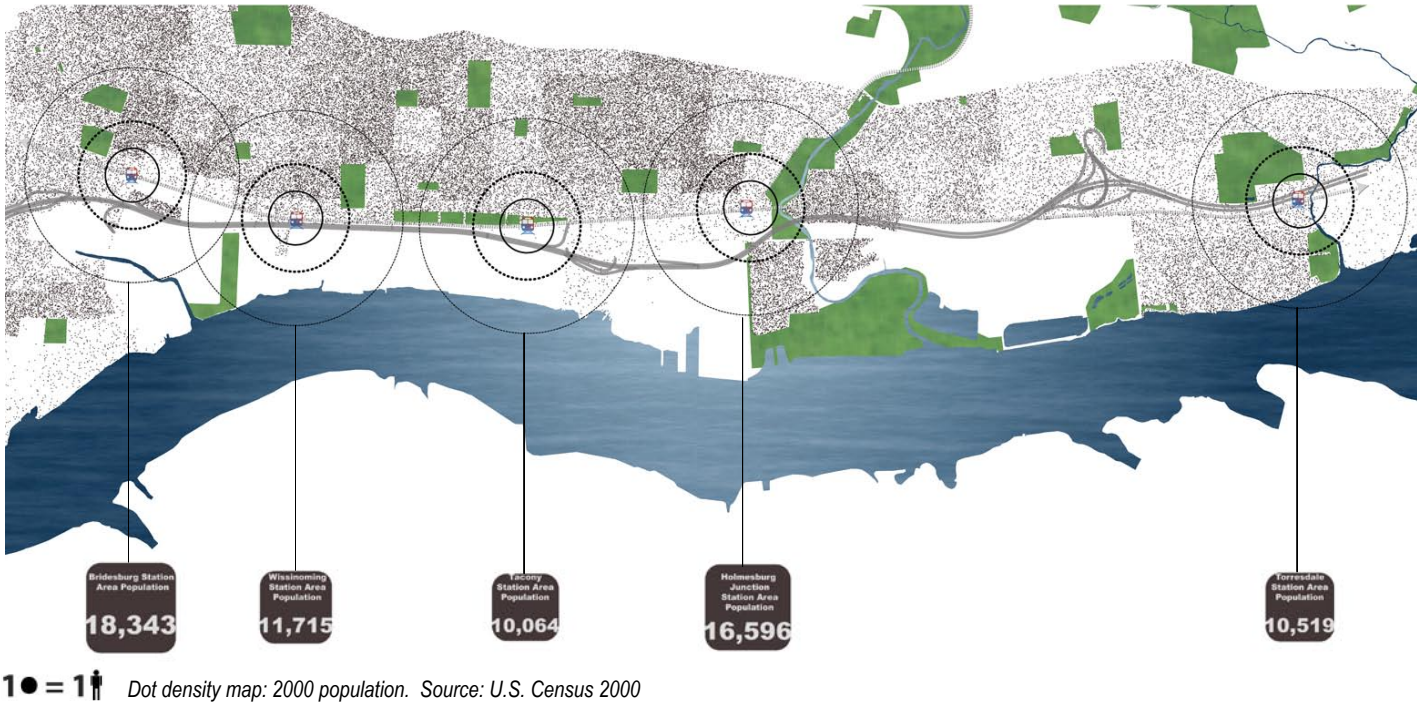 Bridesburg Station
Area Population
18,343
Wissinoming
Station Area
Population
11,715
Tacony
Station Area
Population
10,064
Holmesburg
Junction
Station Area
Population
16,596
Torresdale
Station Area
Population
10,519
1 = 1 Dot density map: 2000 population. Source: U.S. Census 2000